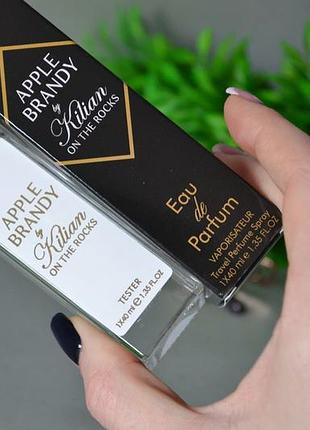 APPLE
BRANDY
by
Kilian
ON THE ROCKS
Eau
de
Parfum
VAPORISATEUR
Travel Perfume Spray
1X40 ml e 1.35 FL.OZ
APPLE
BRANDY
by
Kilian
ON THE ROCKS
TESTER
1X40 ml e 1.35 FL.OZ